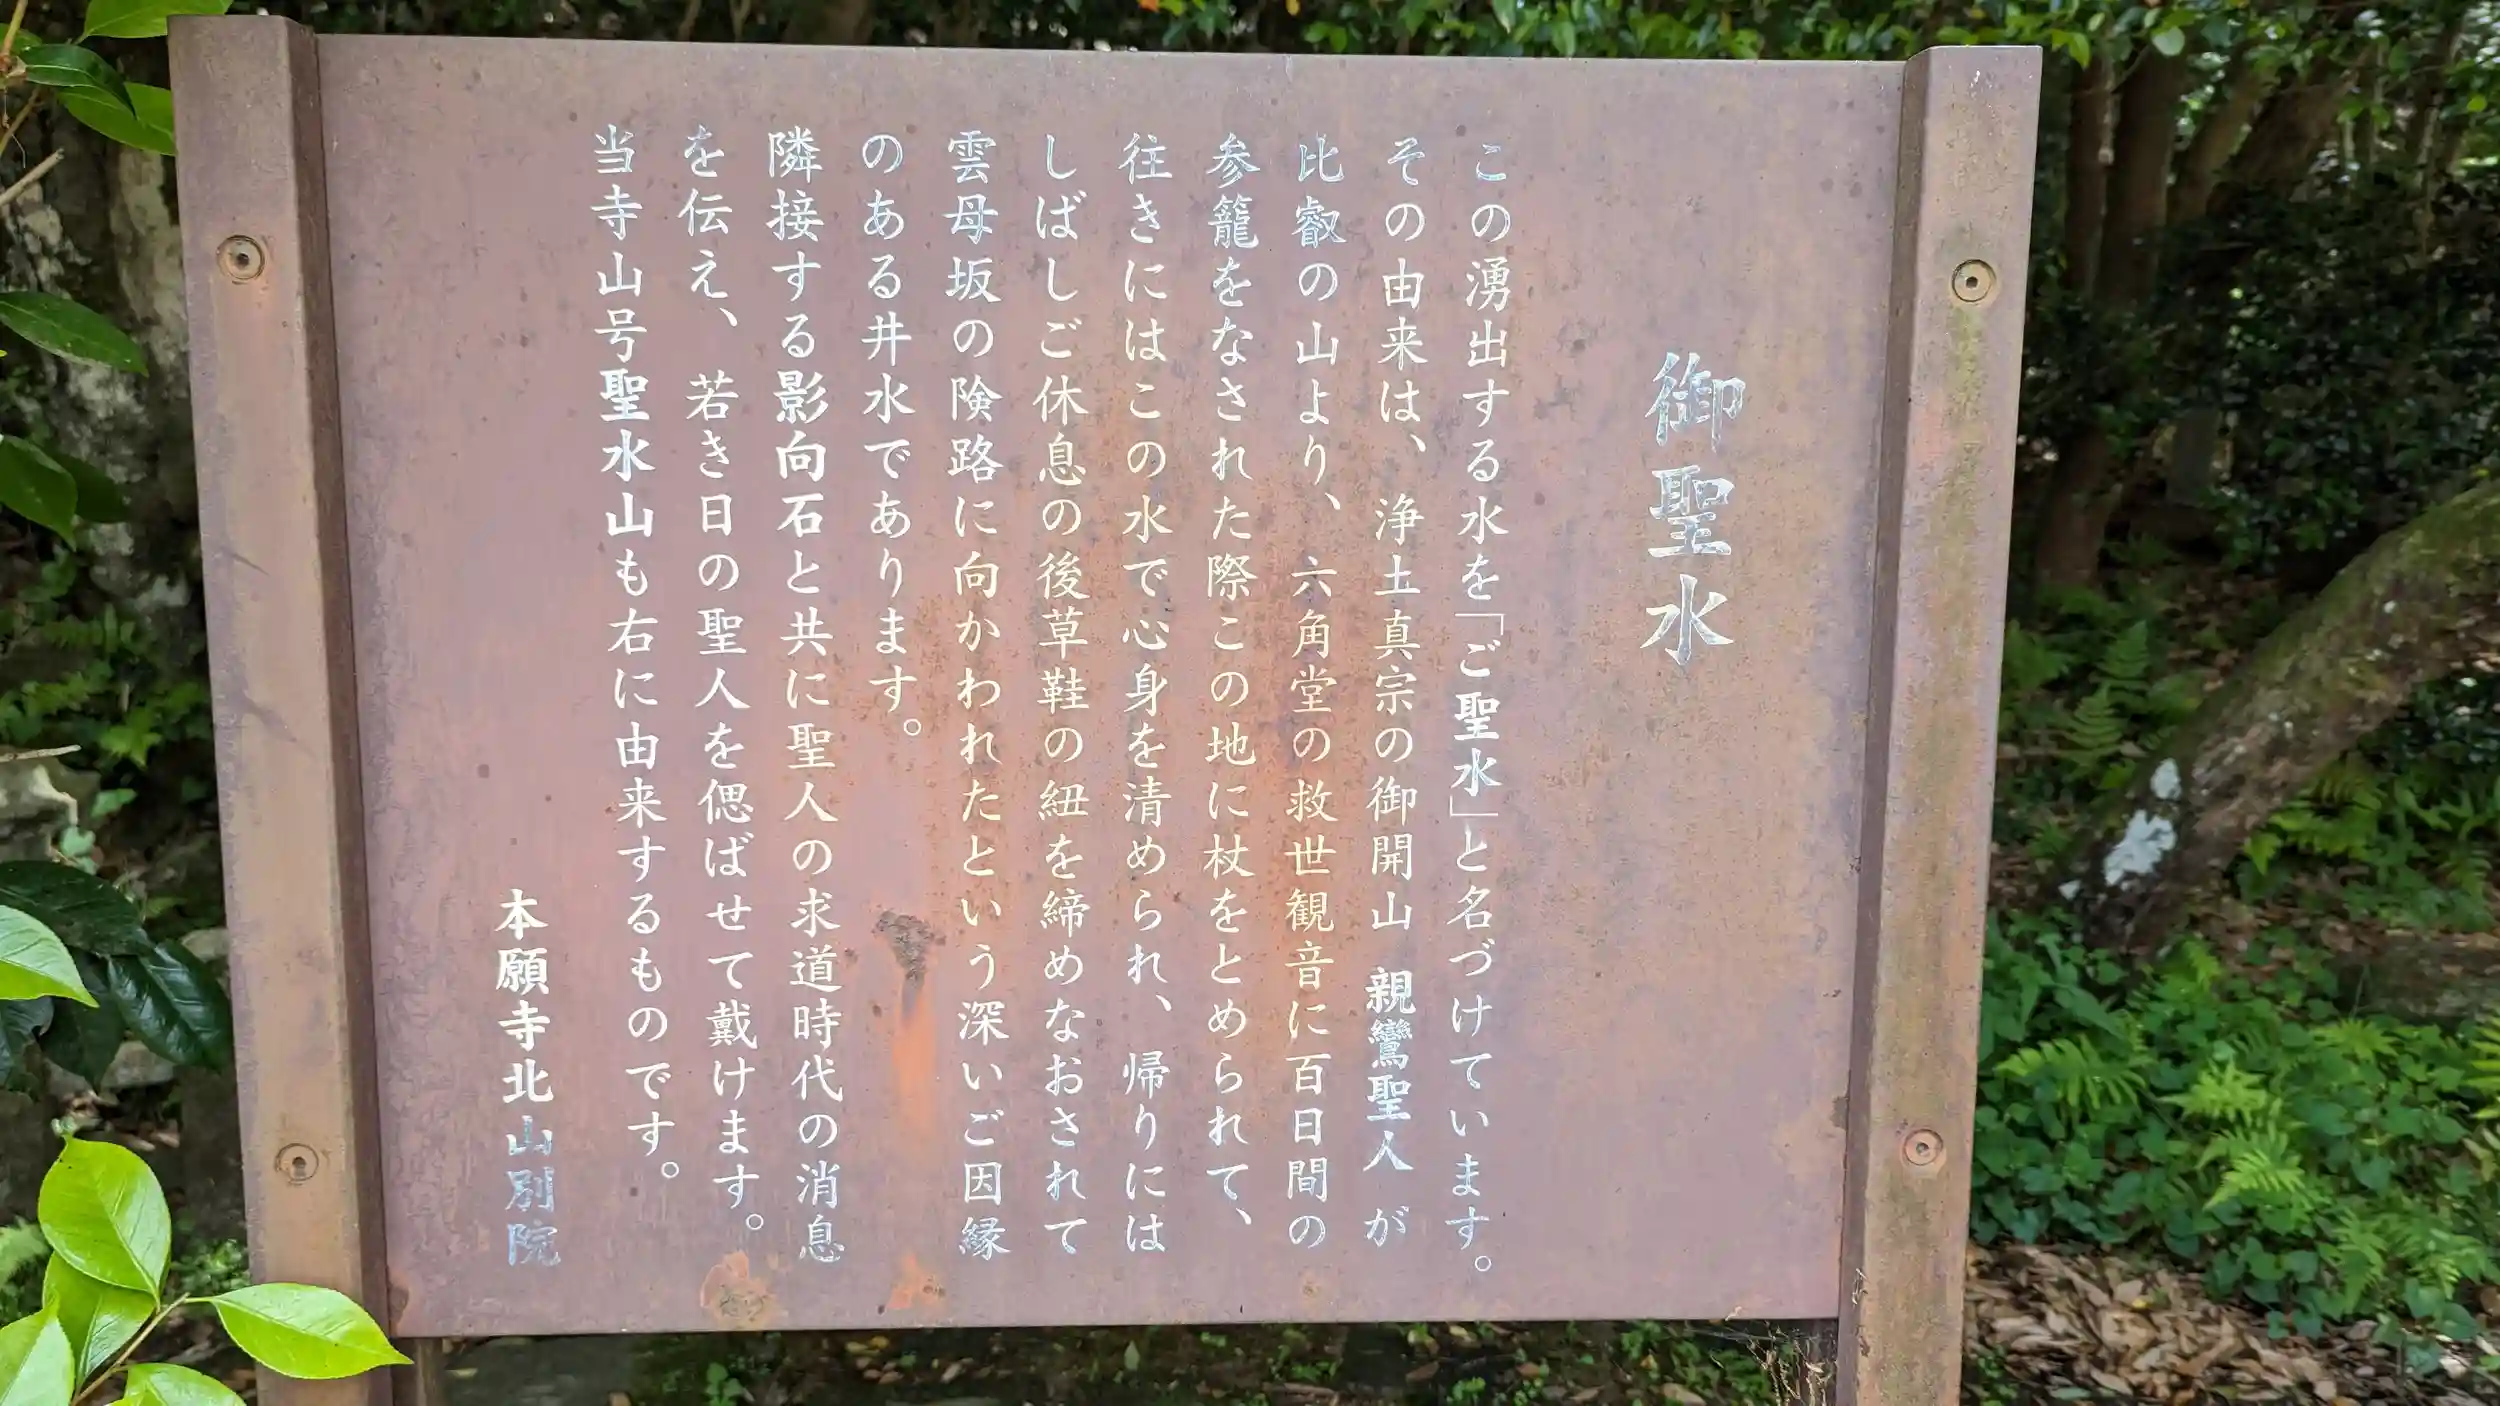 御聖水
この湧出する水を「ご聖水」と名づけています。
その由来は、浄土真宗の御開山 親鸞聖人が
比叡の山より、六角堂の救世観音に百日間の
参籠をなされた際この地に杖をとめられて、
往きにはこの水で心身を清められ、帰りには
しばしご休息の後草鞋の紐を締めなおされて
雲母坂の険路に向かわれたという深いご因縁
のある井水であります。
隣接する影向石と共に聖人の求道時代の消息
を伝え、若き日の聖人を偲ばせて戴けます。
当寺山号聖水山も右に由来するものです。
本願寺北山別院